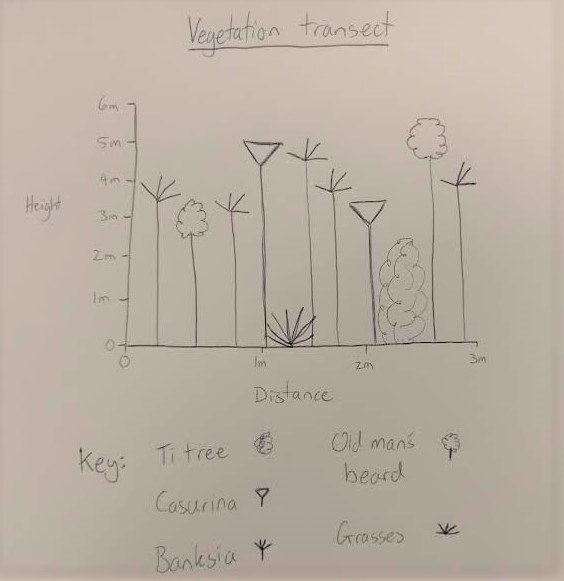 Vegetation transect
6m
5m
4m
Height
3m
2m
1m
0
0 1m 2m 3m
Distance
Key: Ti tree
Old man's beard
Casurina
Grasses
Banksia